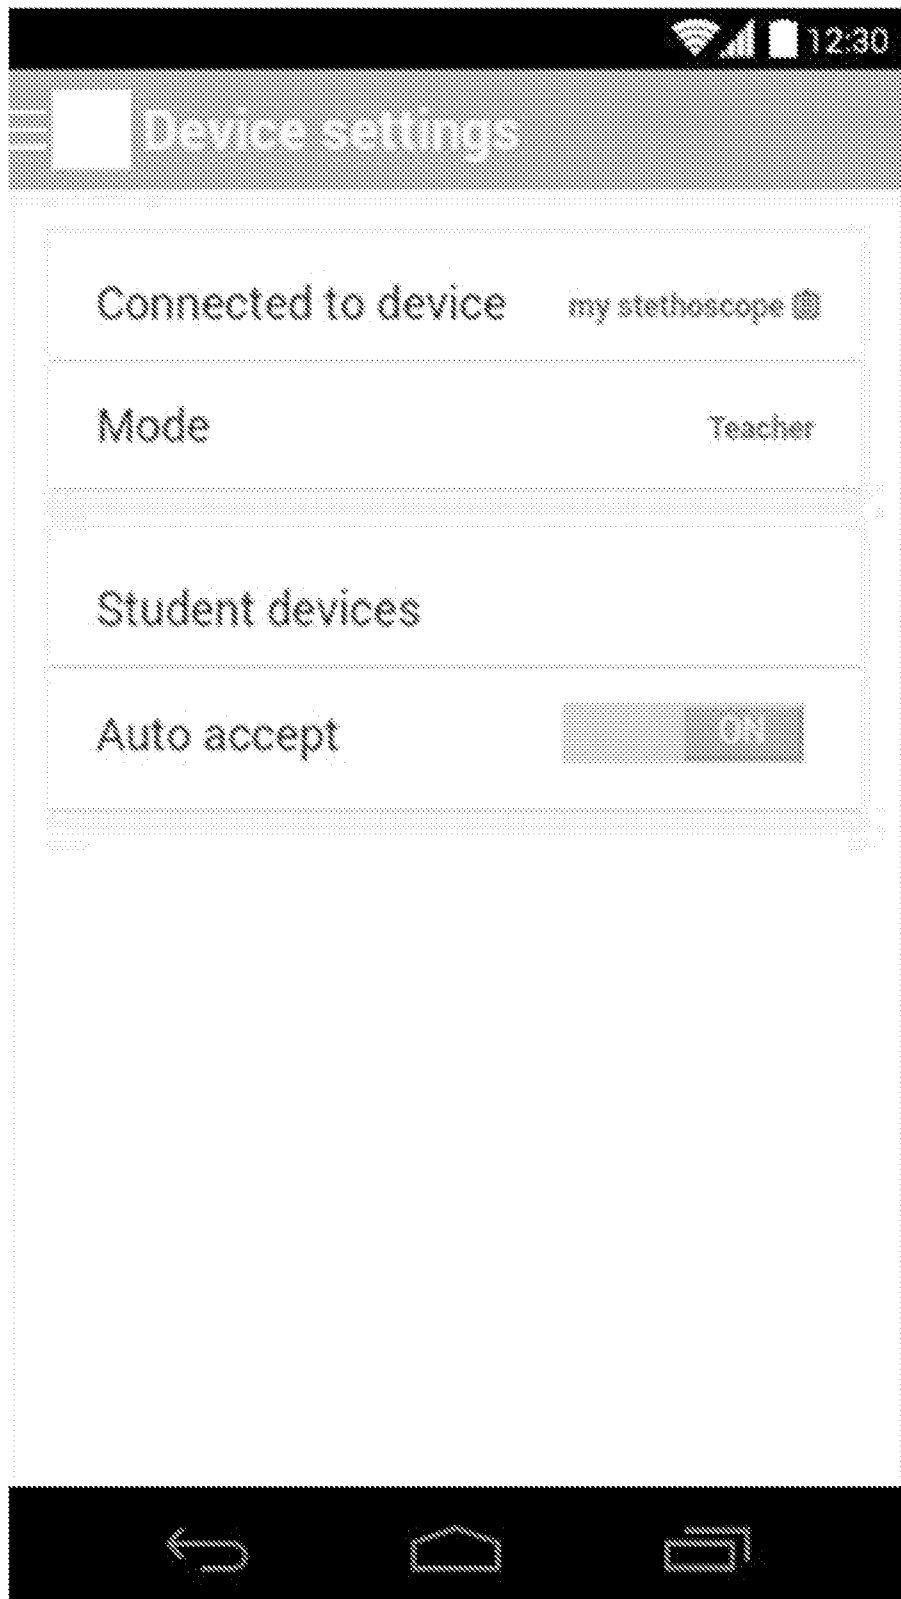 12:30
Device settings
Connected to device my stethoscope
Mode Teacher
Student devices
Auto accept ON